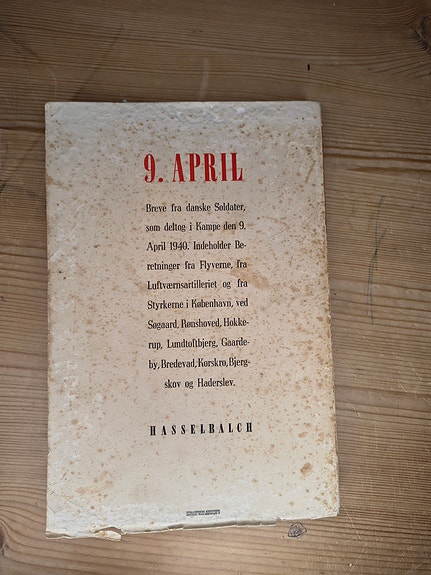 9. APRIL
Breve fra danske Soldater,
som deltog i Kampe den 9.
April 1940. Indeholder Be-
retninger fra Flyverne, fra
Luftværnsartilleriet og fra
Styrkerne i København, ved
Søgaard, Rønshoved, Hokke-
rup, Lundtoftbjerg, Gaarde-
by, Bredevad, Korskro, Bjerg-
skov og Haderslev.
HASSELBALCH